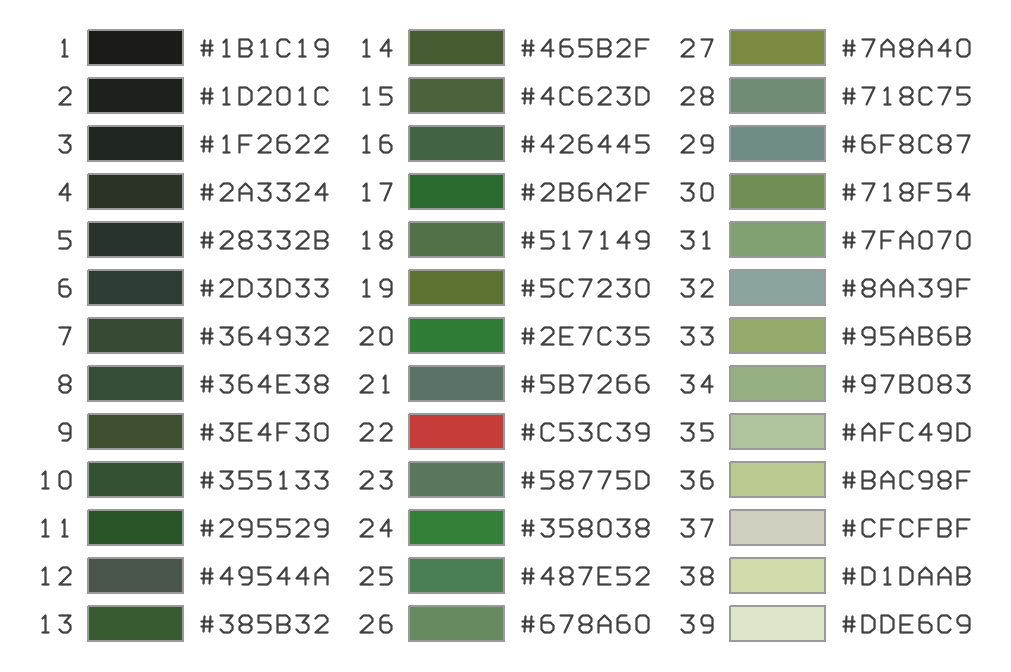 1 #1B1C19 14 #465B2F 27 #7A8A40
2 #1D201C 15 #4C623D 28 #718C75
3 #1F2622 16 #426445 29 #6F8C87
4 #2A3324 17 #2B6A2F 30 #718F54
5 #28332B 18 #517149 31 #7FA070
6 #2D3D33 19 #5C7230 32 #8AA39F
7 #364932 20 #2E7C35 33 #95AB6B
8 #364E38 21 #5B7266 34 #97B083
9 #3E4F30 22 #C53C39 35 #AFC49D
10 #355133 23 #58775D 36 #BAC98F
11 #295529 24 #358038 37 #CFCFBF
12 #49544A 25 #487E52 38 #D1DAAB
13 #385B32 26 #678A60 39 #DDE6C9